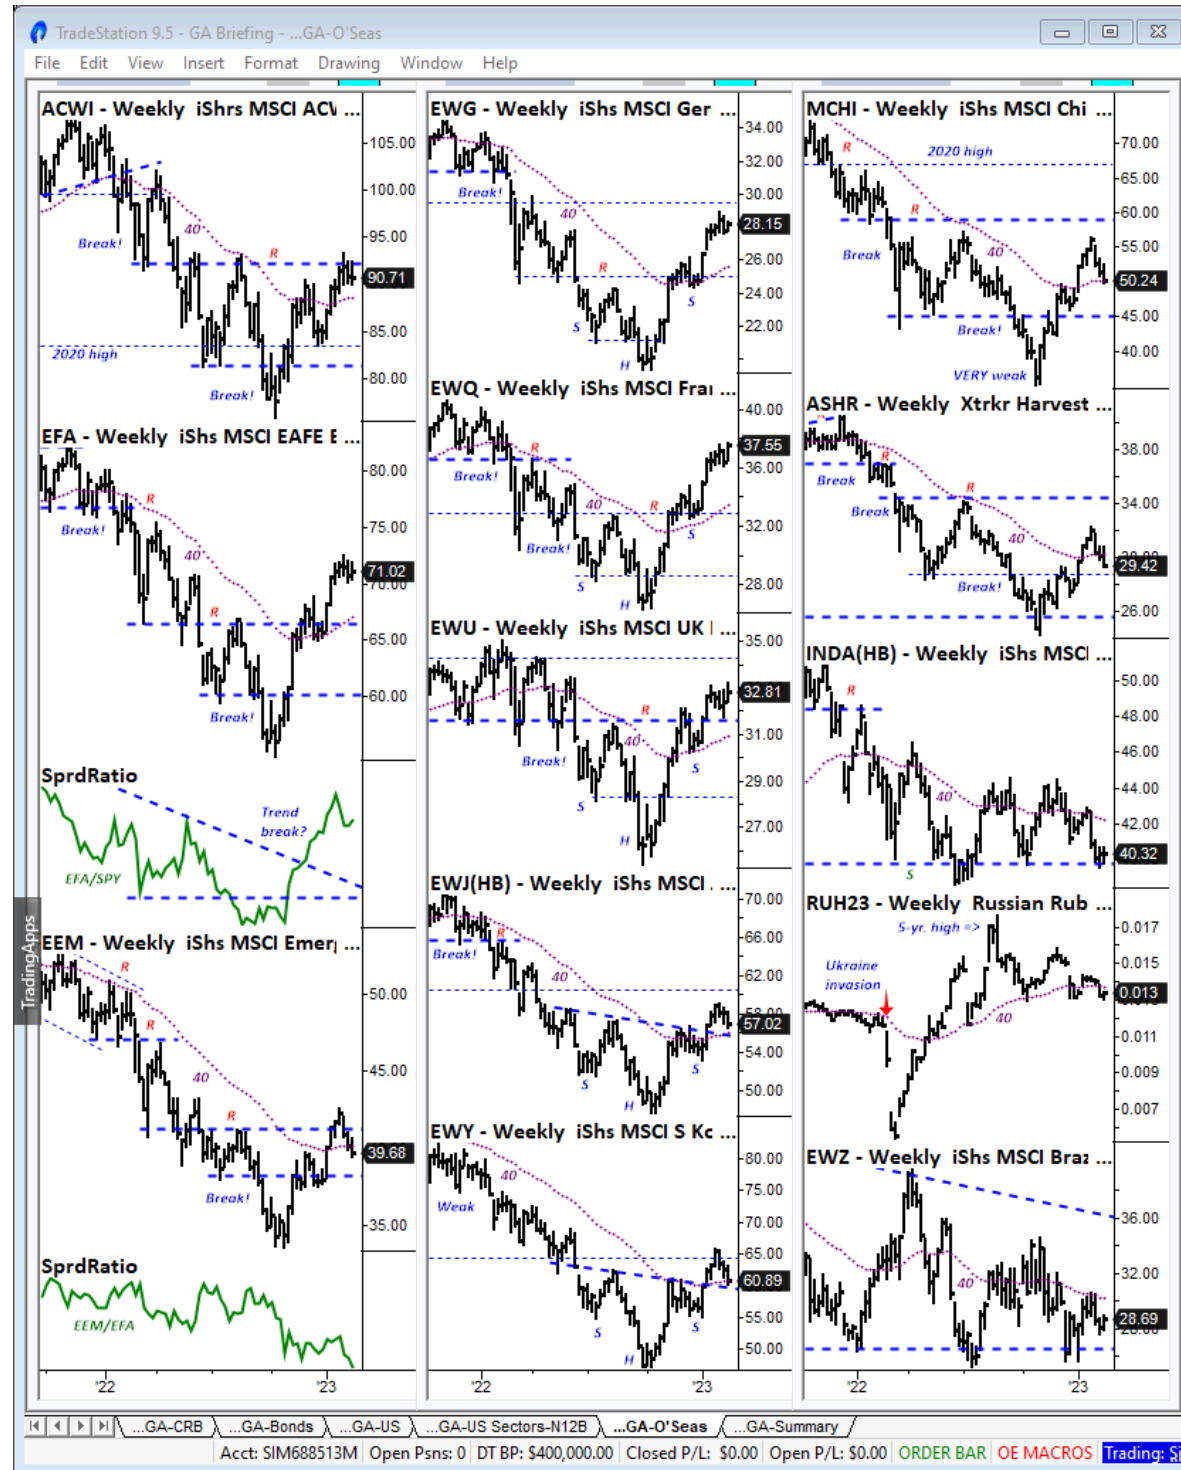 TradeStation 9.5 - GA Briefing - ...GA-O'Seas
File Edit View Insert Format Drawing Window Help
ACWI - Weekly iShrs MSCI ACV ...
105.00
100.00
95.00
90.71
85.00
80.00
Break!
40
R
2020 high
Break!
EFA - Weekly iShs MSCI EAFE E ...
80.00
75.00
71.02
70.00
65.00
60.00
Break!
R
40
R
Break!
SprdRatio
Trend
break?
EFA/SPY
EEM - Weekly iShs MSCI Emer ...
50.00
45.00
39.68
35.00
R
R
40
R
Break!
SprdRatio
EEM/EFA
'22 '23
EWG - Weekly iShs MSCI Ger ...
34.00
32.00
30.00
28.15
26.00
24.00
22.00
Break!
40
R
S
S
H
EWQ - Weekly iShs MSCI Frai ...
40.00
37.55
36.00
32.00
28.00
R
Break!
40
R
Break!
S
S
H
EWU - Weekly iShs MSCI UK I ...
35.00
32.81
31.00
29.00
27.00
R
40
Break!
S
S
H
EWJ(HB) - Weekly iShs MSCI . ...
70.00
66.00
62.00
58.00
57.02
54.00
50.00
R
Break!
40
S
S
H
EWY - Weekly iShs MSCI S Kc ...
80.00
75.00
70.00
65.00
60.89
55.00
50.00
40
Weak
S
S
H
'22 '23
MCHI - Weekly iShs MSCI Chi ...
70.00
65.00
60.00
55.00
50.24
45.00
40.00
R
2020 high
R
Break
40
Break!
VERY weak
ASHR - Weekly Xtrkr Harvest ...
38.00
34.00
30.00
29.42
26.00
R
R
Break
R
Break
40
Break!
INDA(HB) - Weekly iShs MSCI ...
50.00
48.00
46.00
44.00
42.00
40.32
R
40
S
RUH23 - Weekly Russian Rub ...
0.017
0.015
0.013
0.011
0.009
0.007
5-yr. high =>
Ukraine
invasion
40
EWZ - Weekly iShs MSCI Braz ...
36.00
32.00
28.69
28.00
40
'22 '23
TradingApps
...GA-CRB ...GA-Bonds ...GA-US ...GA-US Sectors-N12B ...GA-O'Seas ...GA-Summary
Acct: SIM688513M Open Psns: 0 DT BP: $400,000.00 Closed P/L: $0.00 Open P/L: $0.00 ORDER BAR OE MACROS Trading: Si